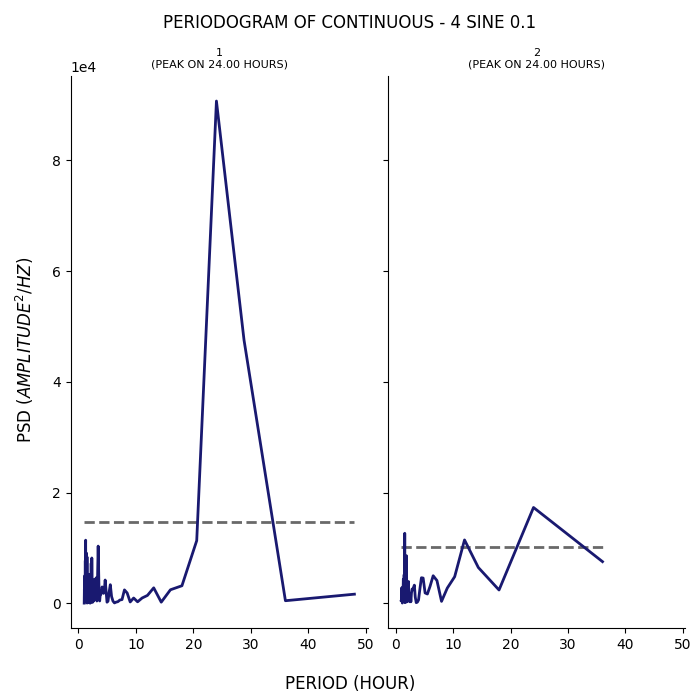 PERIODOGRAM OF CONTINUOUS - 4 SINE 0.1
1
(PEAK ON 24.00 HOURS)
2
(PEAK ON 24.00 HOURS)
1e4
8
6
4
2
0
PSD (AMPLITUDE²/HZ)
0 10 20 30 40 50
0 10 20 30 40 50
PERIOD (HOUR)